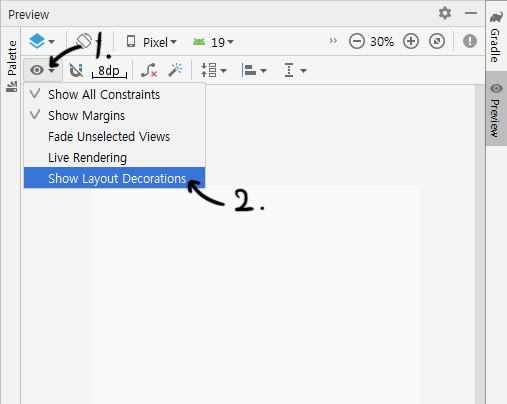 Preview
Palette
1.
Pixel
19
30%
8dp
Show All Constraints
Show Margins
Fade Unselected Views
Live Rendering
Show Layout Decorations
2.
Gradle
Preview